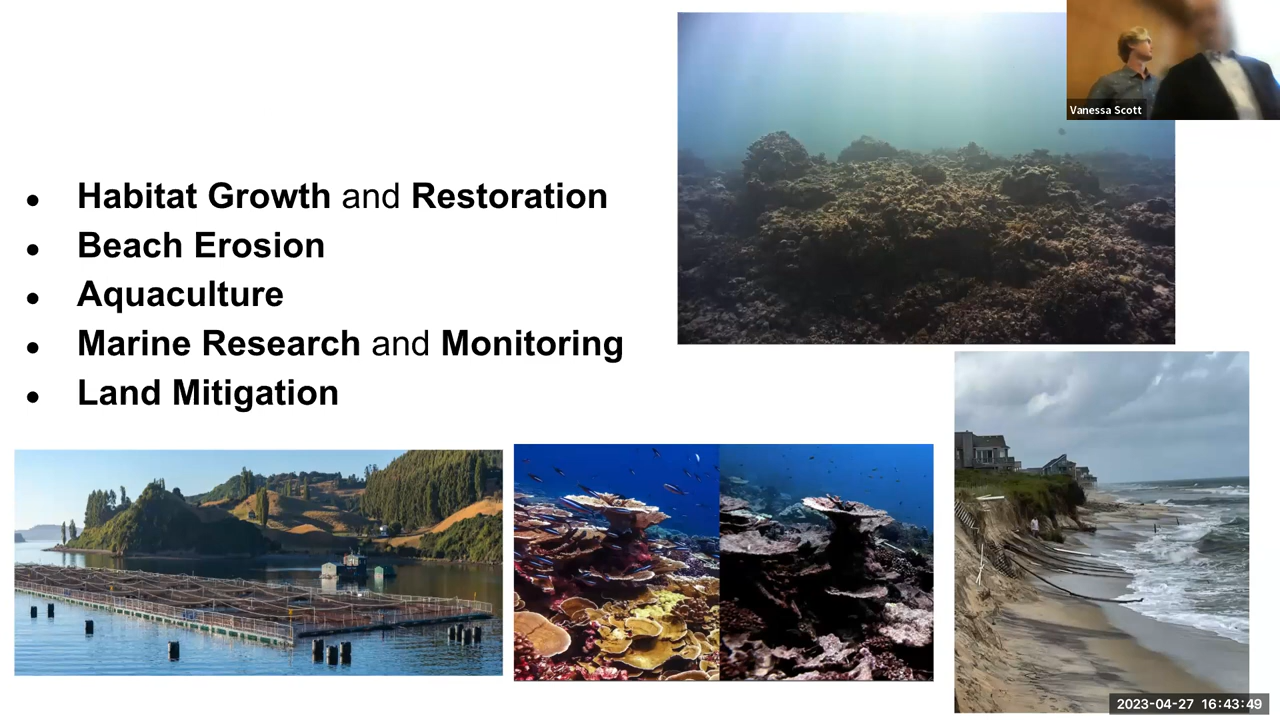 Vanessa Scott
● Habitat Growth and Restoration
● Beach Erosion
● Aquaculture
● Marine Research and Monitoring
● Land Mitigation
2023-04-27 16:43:49